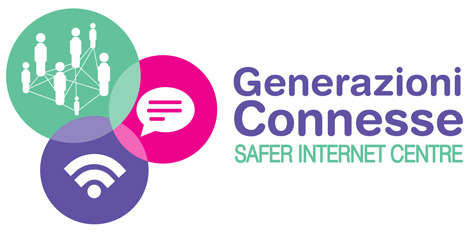 Generazioni
Connesse
SAFER INTERNET CENTRE